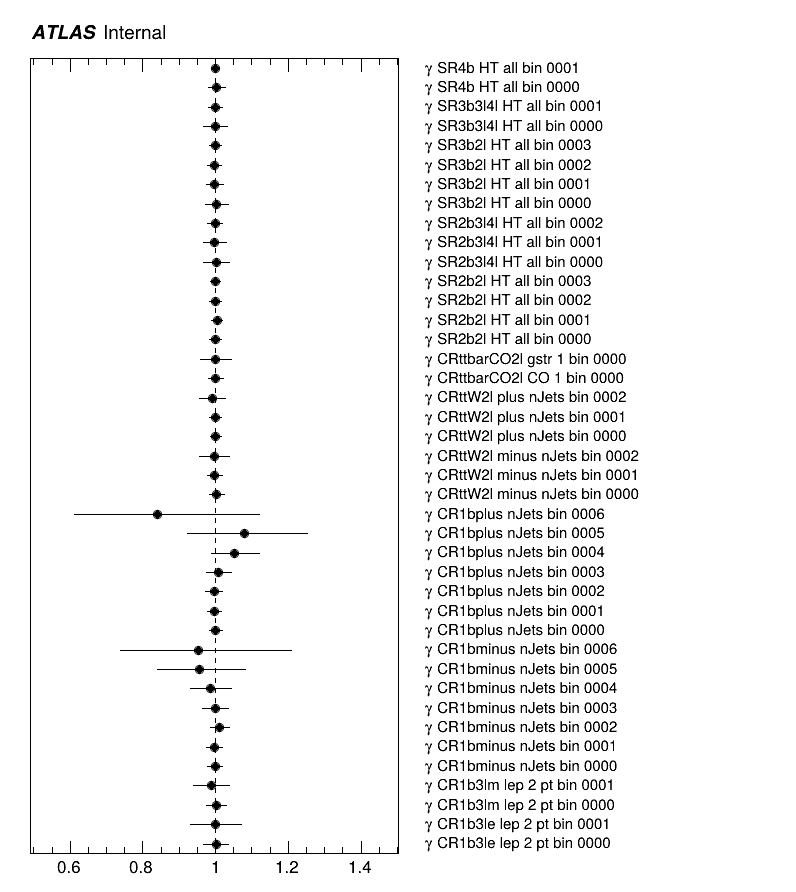 ATLAS Internal
γ SR4b HT all bin 0001
γ SR4b HT all bin 0000
γ SR3b3l4l HT all bin 0001
γ SR3b3l4l HT all bin 0000
γ SR3b2l HT all bin 0003
γ SR3b2l HT all bin 0002
γ SR3b2l HT all bin 0001
γ SR3b2l HT all bin 0000
γ SR2b3l4l HT all bin 0002
γ SR2b3l4l HT all bin 0001
γ SR2b3l4l HT all bin 0000
γ SR2b2l HT all bin 0003
γ SR2b2l HT all bin 0002
γ SR2b2l HT all bin 0001
γ SR2b2l HT all bin 0000
γ CRttbarCO2l gstr 1 bin 0000
γ CRttbarCO2l CO 1 bin 0000
γ CRttW2l plus nJets bin 0002
γ CRttW2l plus nJets bin 0001
γ CRttW2l plus nJets bin 0000
γ CRttW2l minus nJets bin 0002
γ CRttW2l minus nJets bin 0001
γ CRttW2l minus nJets bin 0000
γ CR1bplus nJets bin 0006
γ CR1bplus nJets bin 0005
γ CR1bplus nJets bin 0004
γ CR1bplus nJets bin 0003
γ CR1bplus nJets bin 0002
γ CR1bplus nJets bin 0001
γ CR1bplus nJets bin 0000
γ CR1bminus nJets bin 0006
γ CR1bminus nJets bin 0005
γ CR1bminus nJets bin 0004
γ CR1bminus nJets bin 0003
γ CR1bminus nJets bin 0002
γ CR1bminus nJets bin 0001
γ CR1bminus nJets bin 0000
γ CR1b3lm lep 2 pt bin 0001
γ CR1b3lm lep 2 pt bin 0000
γ CR1b3le lep 2 pt bin 0001
γ CR1b3le lep 2 pt bin 0000
0.6 0.8 1 1.2 1.4